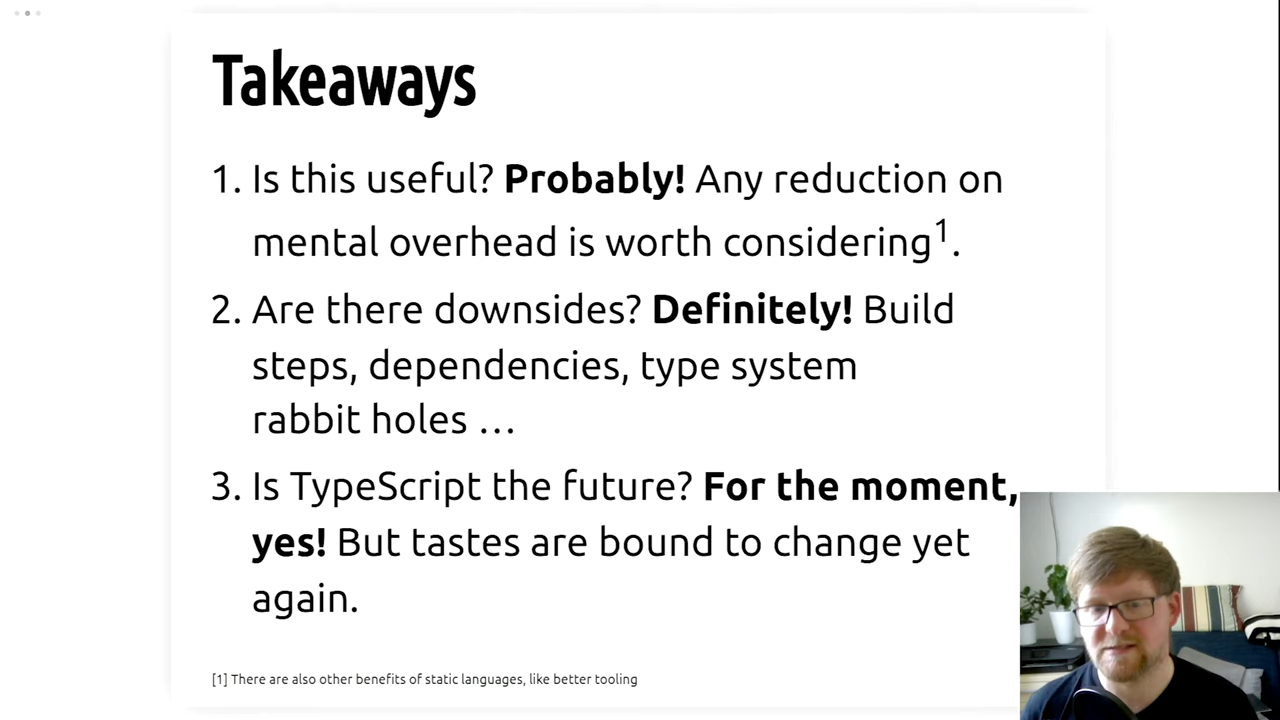 Takeaways
1. Is this useful? Probably! Any reduction on
mental overhead is worth considering¹.
2. Are there downsides? Definitely! Build
steps, dependencies, type system
rabbit holes …
3. Is TypeScript the future? For the moment,
yes! But tastes are bound to change yet
again.
[1] There are also other benefits of static languages, like better tooling